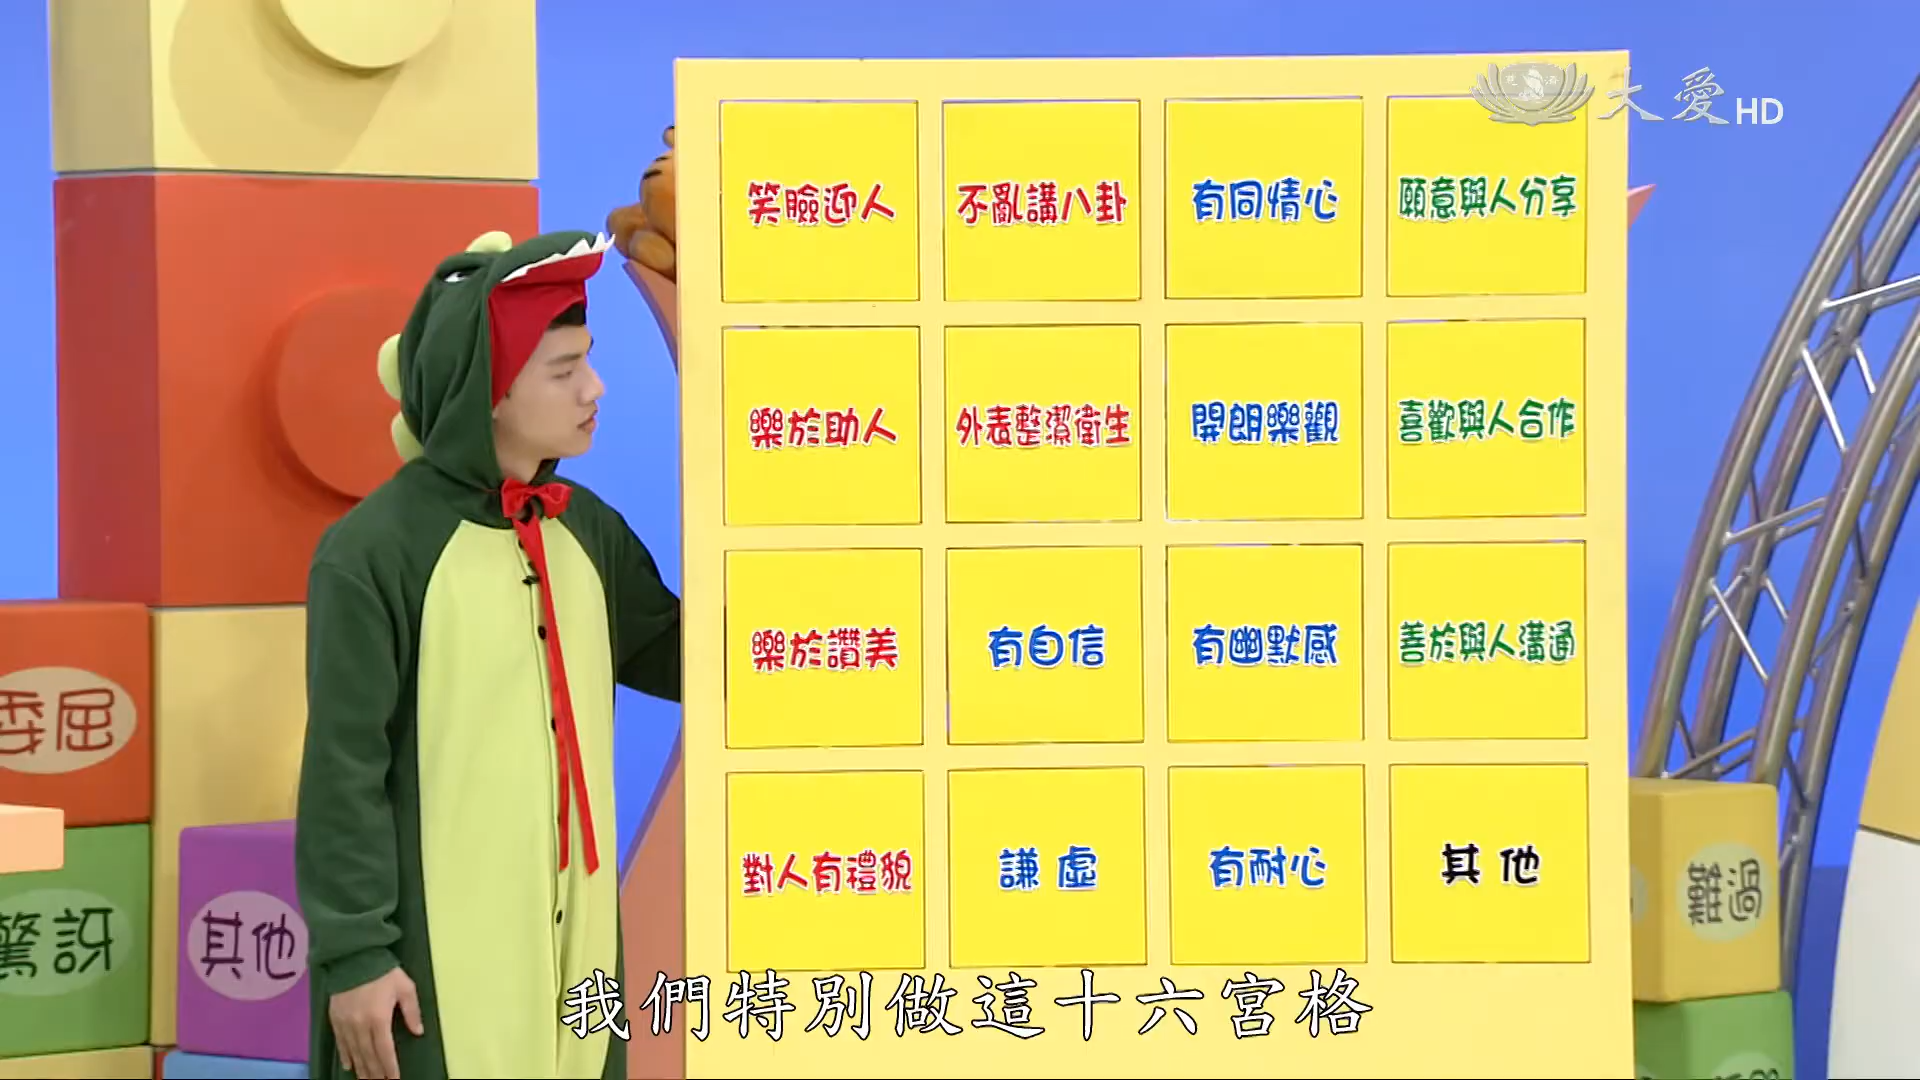 大愛HD
笑臉迎人
不亂講八卦
有同情心
願意與人分享
樂於助人
外表整潔衛生
開朗樂觀
喜歡與人合作
樂於讚美
有自信
有幽默感
善於與人溝通
對人有禮貌
謙虛
有耐心
其他
委屈
驚訝
其他
難過
我們特別做這十六宮格